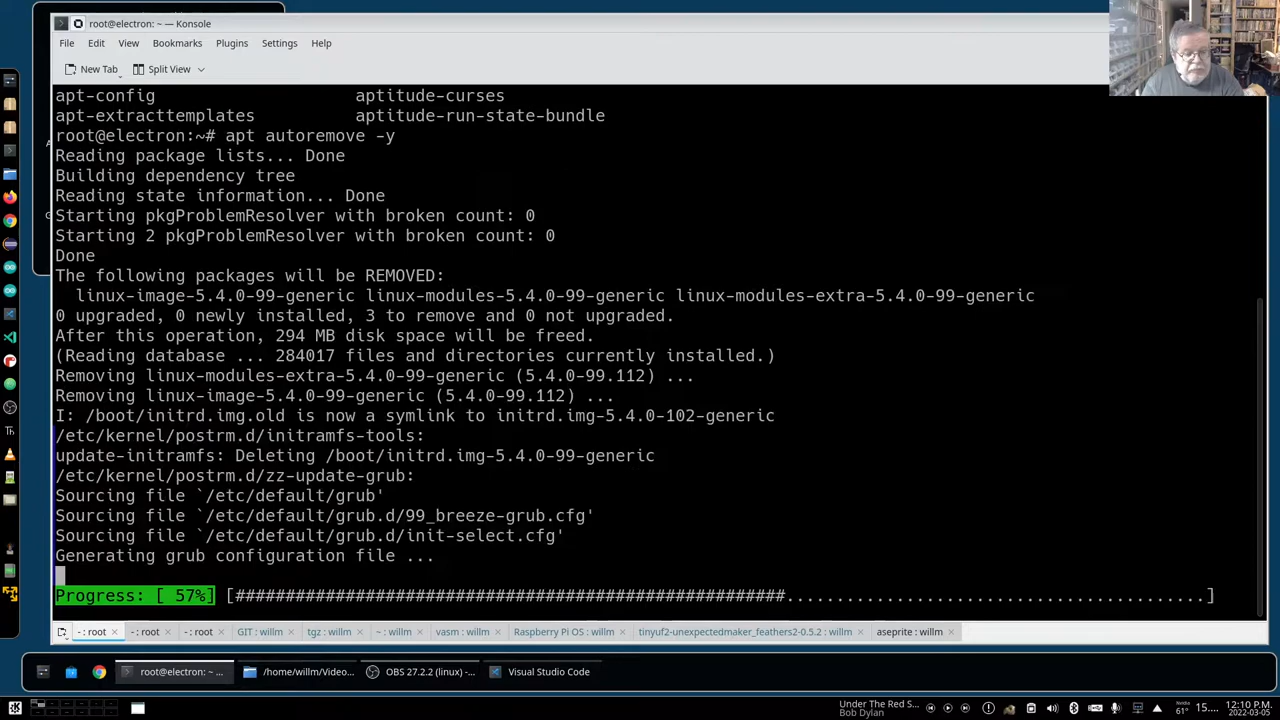 root@electron: ~ — Konsole
File Edit View Bookmarks Plugins Settings Help
New Tab Split View
apt-config aptitude-curses
apt-extracttemplates aptitude-run-state-bundle
root@electron:~# apt autoremove -y
Reading package lists... Done
Building dependency tree
Reading state information... Done
Starting pkgProblemResolver with broken count: 0
Starting 2 pkgProblemResolver with broken count: 0
Done
The following packages will be REMOVED:
linux-image-5.4.0-99-generic linux-modules-5.4.0-99-generic linux-modules-extra-5.4.0-99-generic
0 upgraded, 0 newly installed, 3 to remove and 0 not upgraded.
After this operation, 294 MB disk space will be freed.
(Reading database ... 284017 files and directories currently installed.)
Removing linux-modules-extra-5.4.0-99-generic (5.4.0-99.112) ...
Removing linux-image-5.4.0-99-generic (5.4.0-99.112) ...
I: /boot/initrd.img.old is now a symlink to initrd.img-5.4.0-102-generic
/etc/kernel/postrm.d/initramfs-tools:
update-initramfs: Deleting /boot/initrd.img-5.4.0-99-generic
/etc/kernel/postrm.d/zz-update-grub:
Sourcing file `/etc/default/grub'
Sourcing file `/etc/default/grub.d/99_breeze-grub.cfg'
Sourcing file `/etc/default/grub.d/init-select.cfg'
Generating grub configuration file ...
Progress: [ 57%] [#######################################################..........................................]
- : root - : root - : root GIT : willm tgz : willm ~ : willm vasm : willm Raspberry Pi OS : willm tinyuf2-unexpectedmaker_feathers2-0.5.2 : willm aseprite : willm
root@electron: ~ ... /home/willm/Video... OBS 27.2.2 (linux) -... Visual Studio Code
Under The Red S...
Bob Dylan
Nvidia
61° 15....
12:10 PM
2022-03-05